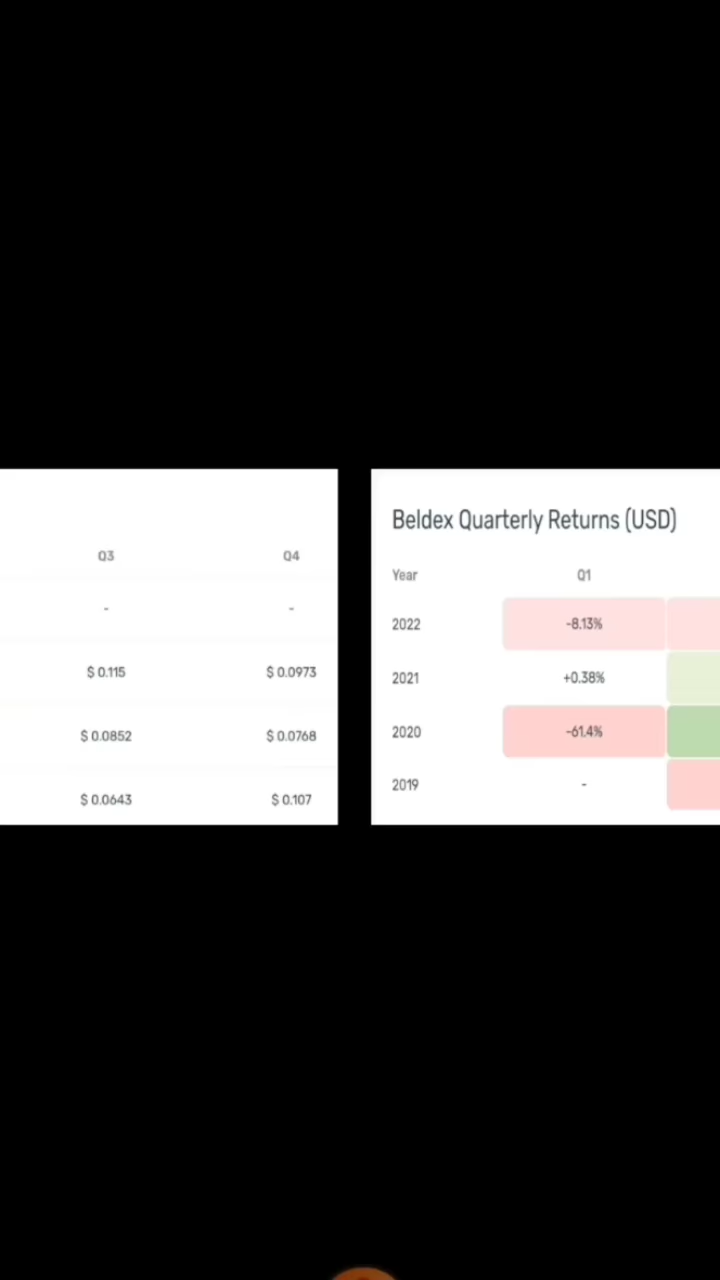 Q3 Q4
- -
$ 0.115 $ 0.0973
$ 0.0852 $ 0.0768
$ 0.0643 $ 0.107
Beldex Quarterly Returns (USD)
Year Q1
2022 -8.13%
2021 +0.38%
2020 -61.4%
2019 -